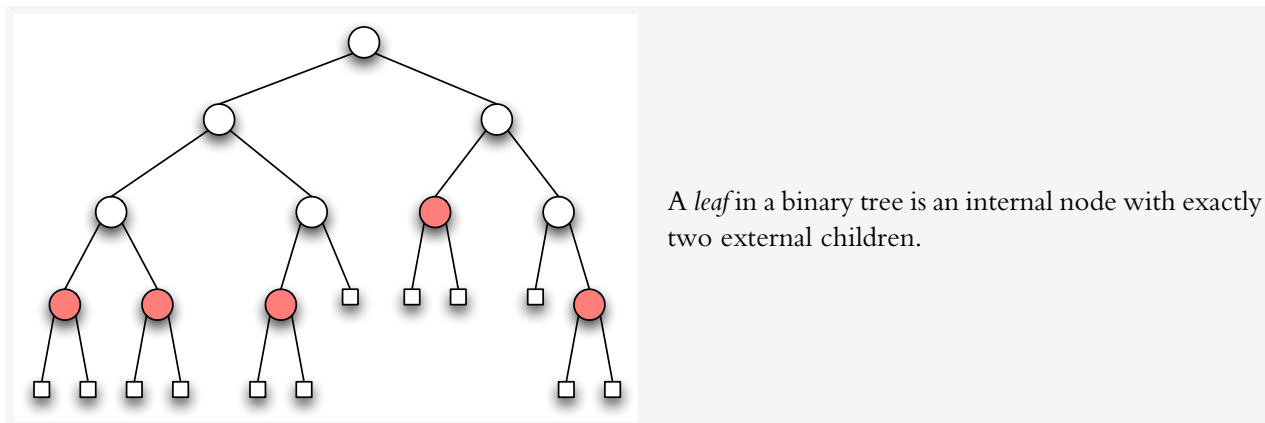 A leaf in a binary tree is an internal node with exactly
two external children.